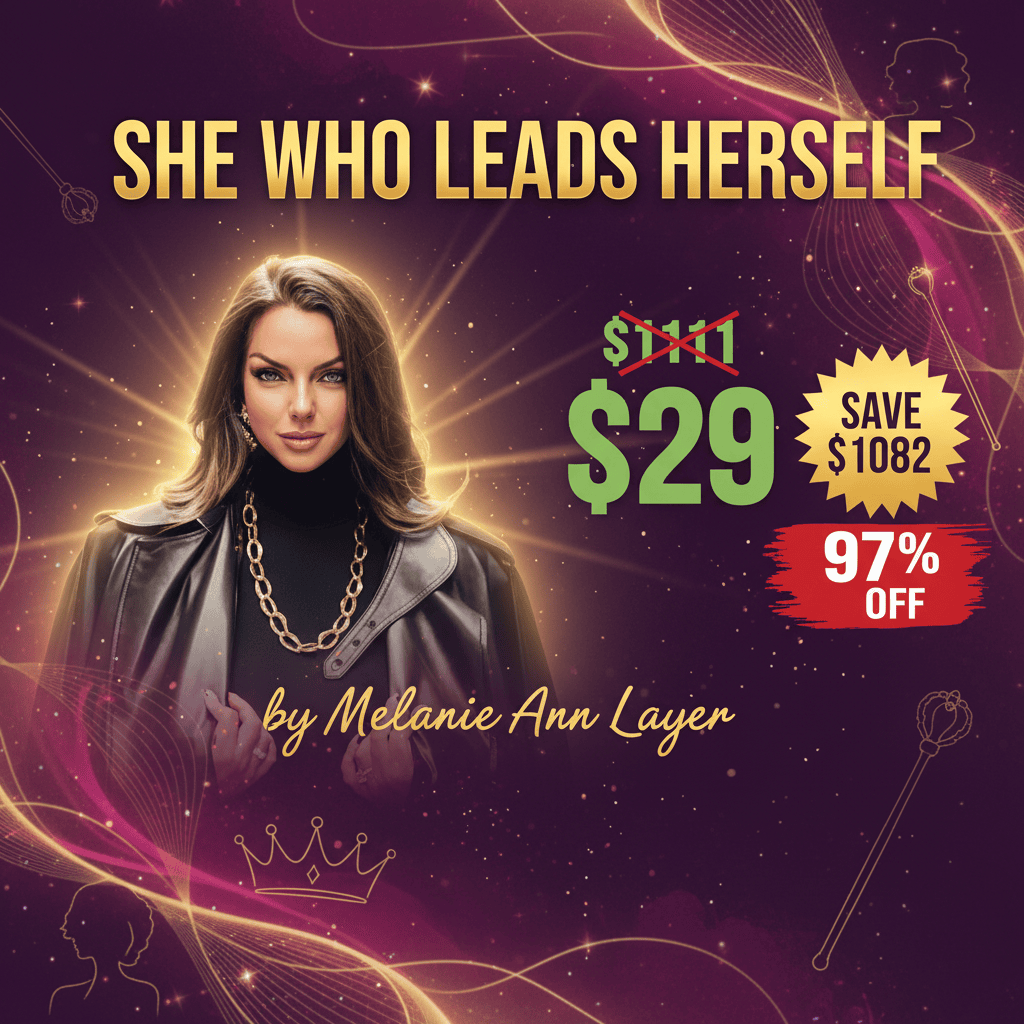 SHE WHO LEADS HERSELF
$1111
$29
SAVE
$1082
97%
OFF
by Melanie Ann Layer